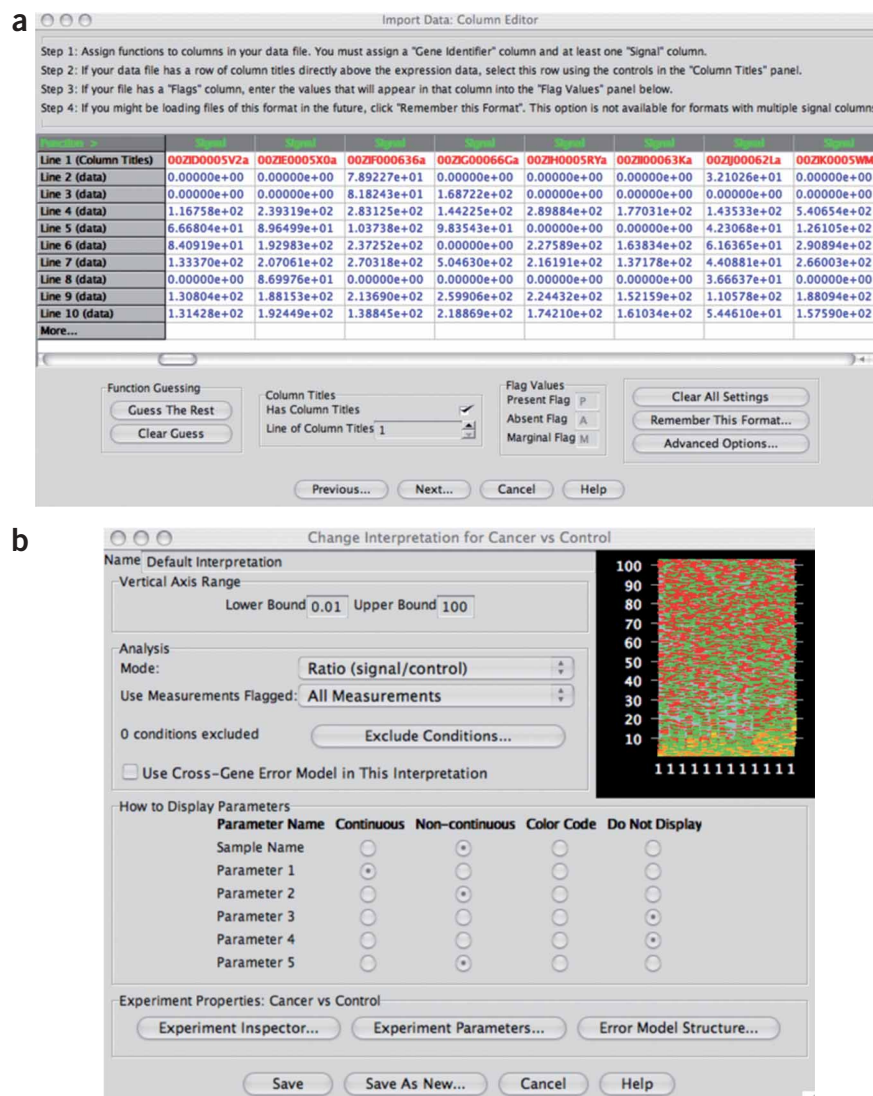 a
Import Data: Column Editor
Step 1: Assign functions to columns in your data file. You must assign a "Gene Identifier" column and at least one "Signal" column.
Step 2: If your data file has a row of column titles directly above the expression data, select this row using the controls in the "Column Titles" panel.
Step 3: If your file has a "Flags" column, enter the values that will appear in that column into the "Flag Values" panel below.
Step 4: If you might be loading files of this format in the future, click "Remember this Format". This option is not available for formats with multiple signal columns
Function > Signal Signal Signal Signal Signal Signal Signal Signal
Line 1 (Column Titles) 00ZID0005V2a 00ZIE0005X0a 00ZIF000636a 00ZIG00066Ga 00ZIH0005RYa 00ZII00063Ka 00ZIJ00062La 00ZIK0005WM
Line 2 (data) 0.00000e+00 0.00000e+00 7.89227e+01 0.00000e+00 0.00000e+00 0.00000e+00 3.21026e+01 0.00000e+00
Line 3 (data) 0.00000e+00 0.00000e+00 8.18243e+01 1.68722e+02 0.00000e+00 0.00000e+00 0.00000e+00 0.00000e+00
Line 4 (data) 1.16758e+02 2.39319e+02 2.83125e+02 1.44225e+02 2.89884e+02 1.77031e+02 1.43533e+02 5.40654e+02
Line 5 (data) 6.66804e+01 8.96499e+01 1.03738e+02 9.83543e+01 0.00000e+00 0.00000e+00 4.23068e+01 1.26105e+02
Line 6 (data) 8.40919e+01 1.92983e+02 2.37252e+02 0.00000e+00 2.27589e+02 1.63834e+02 6.16365e+01 2.90894e+02
Line 7 (data) 1.33370e+02 2.07061e+02 2.70318e+02 5.04630e+02 2.16191e+02 1.37178e+02 4.40881e+01 2.66003e+02
Line 8 (data) 0.00000e+00 8.69976e+01 0.00000e+00 0.00000e+00 0.00000e+00 0.00000e+00 3.66637e+01 0.00000e+00
Line 9 (data) 1.30804e+02 1.88153e+02 2.13690e+02 2.59906e+02 2.24432e+02 1.52159e+02 1.10578e+02 1.88094e+02
Line 10 (data) 1.31428e+02 1.92449e+02 1.38845e+02 2.18869e+02 1.74210e+02 1.61034e+02 5.44610e+01 1.57590e+02
More...
Function Guessing
Guess The Rest
Clear Guess
Column Titles
Has Column Titles
Line of Column Titles 1
Flag Values
Present Flag P
Absent Flag A
Marginal Flag M
Clear All Settings
Remember This Format...
Advanced Options...
Previous... Next... Cancel Help
b
Change Interpretation for Cancer vs Control
Name Default Interpretation
Vertical Axis Range
Lower Bound 0.01 Upper Bound 100
Analysis
Mode: Ratio (signal/control)
Use Measurements Flagged: All Measurements
0 conditions excluded Exclude Conditions...
Use Cross-Gene Error Model in This Interpretation
100
90
80
70
60
50
40
30
20
10
1 1 1 1 1 1 1 1 1 1 1 1
How to Display Parameters
Parameter Name Continuous Non-continuous Color Code Do Not Display
Sample Name
Parameter 1
Parameter 2
Parameter 3
Parameter 4
Parameter 5
Experiment Properties: Cancer vs Control
Experiment Inspector... Experiment Parameters... Error Model Structure...
Save Save As New... Cancel Help